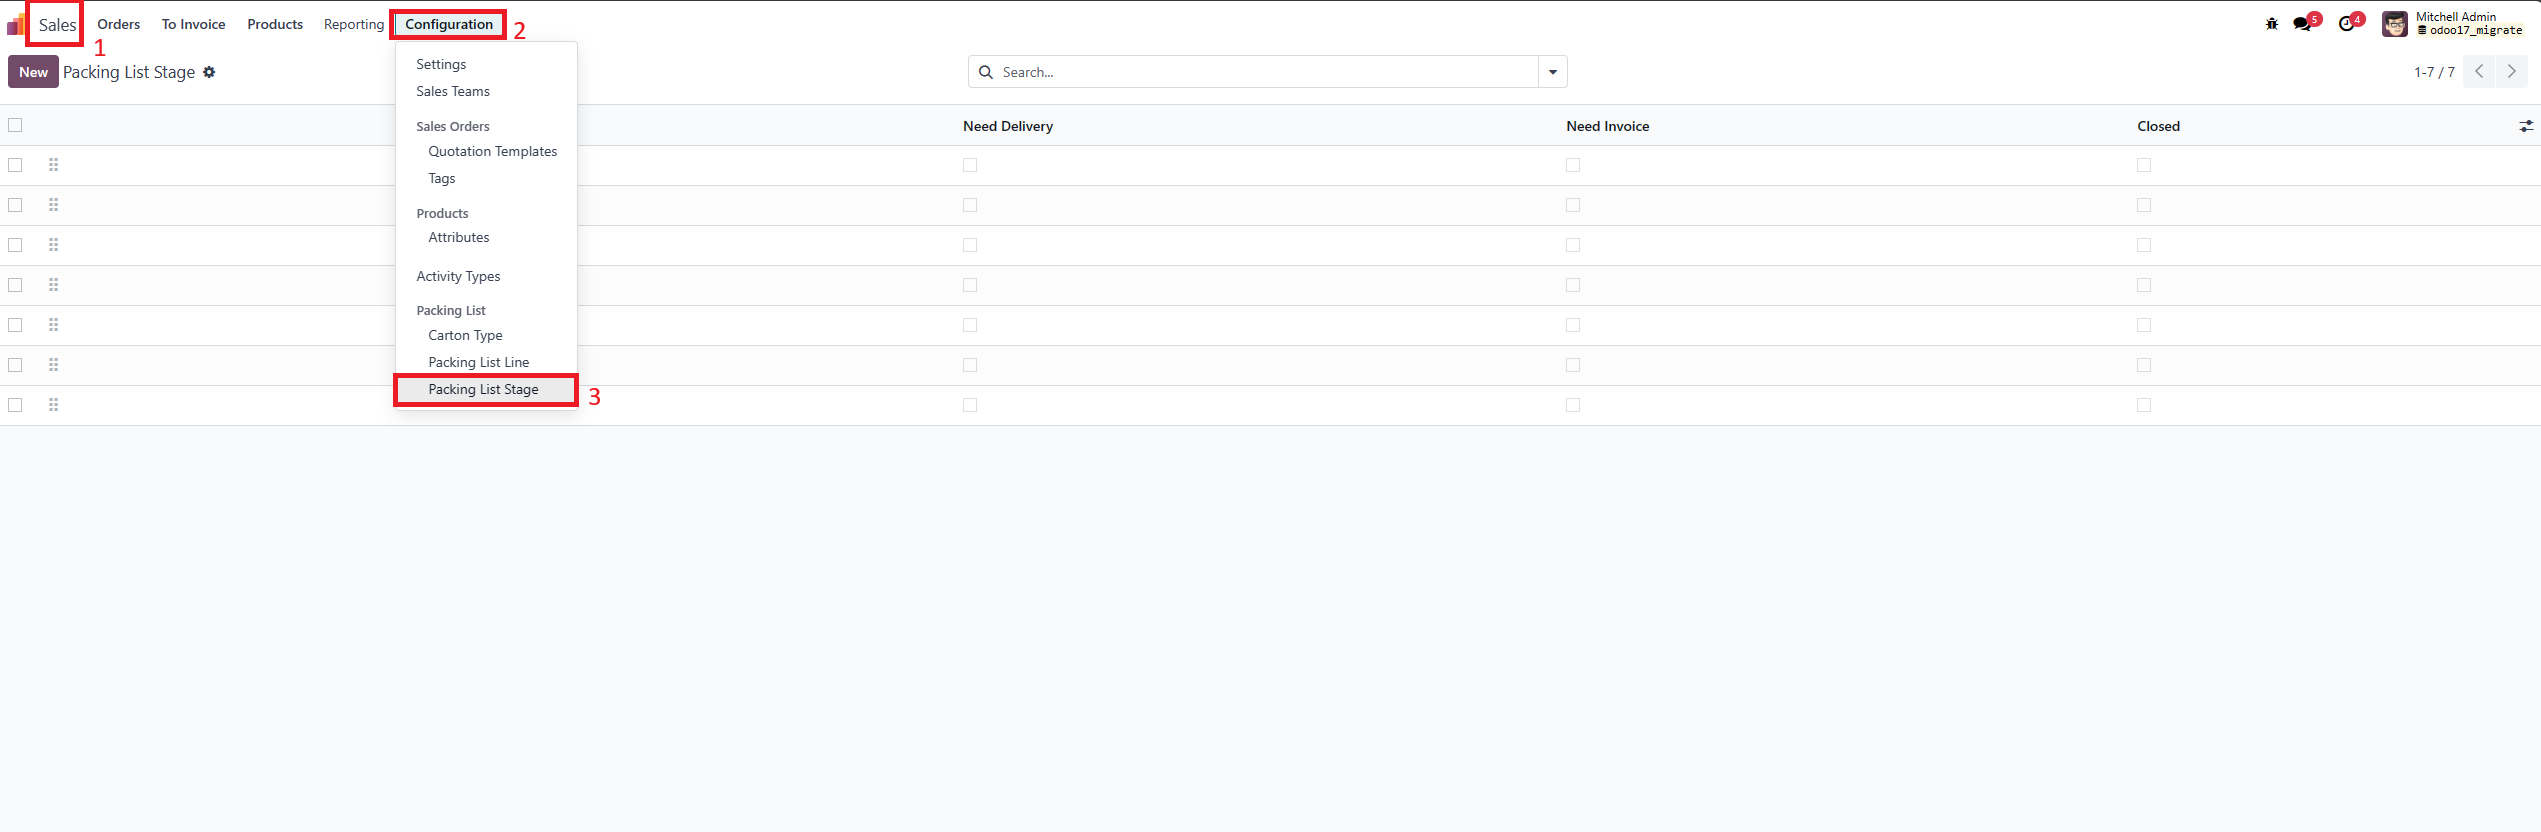 Sales Orders To Invoice Products Reporting Configuration 5 4 Mitchell Admin
odoo17_migrate
1 2
New Packing List Stage Search... 1-7 / 7
Settings
Sales Teams
Need Delivery Need Invoice Closed
Sales Orders
Quotation Templates
Tags
Products
Attributes
Activity Types
Packing List
Carton Type
Packing List Line
Packing List Stage 3